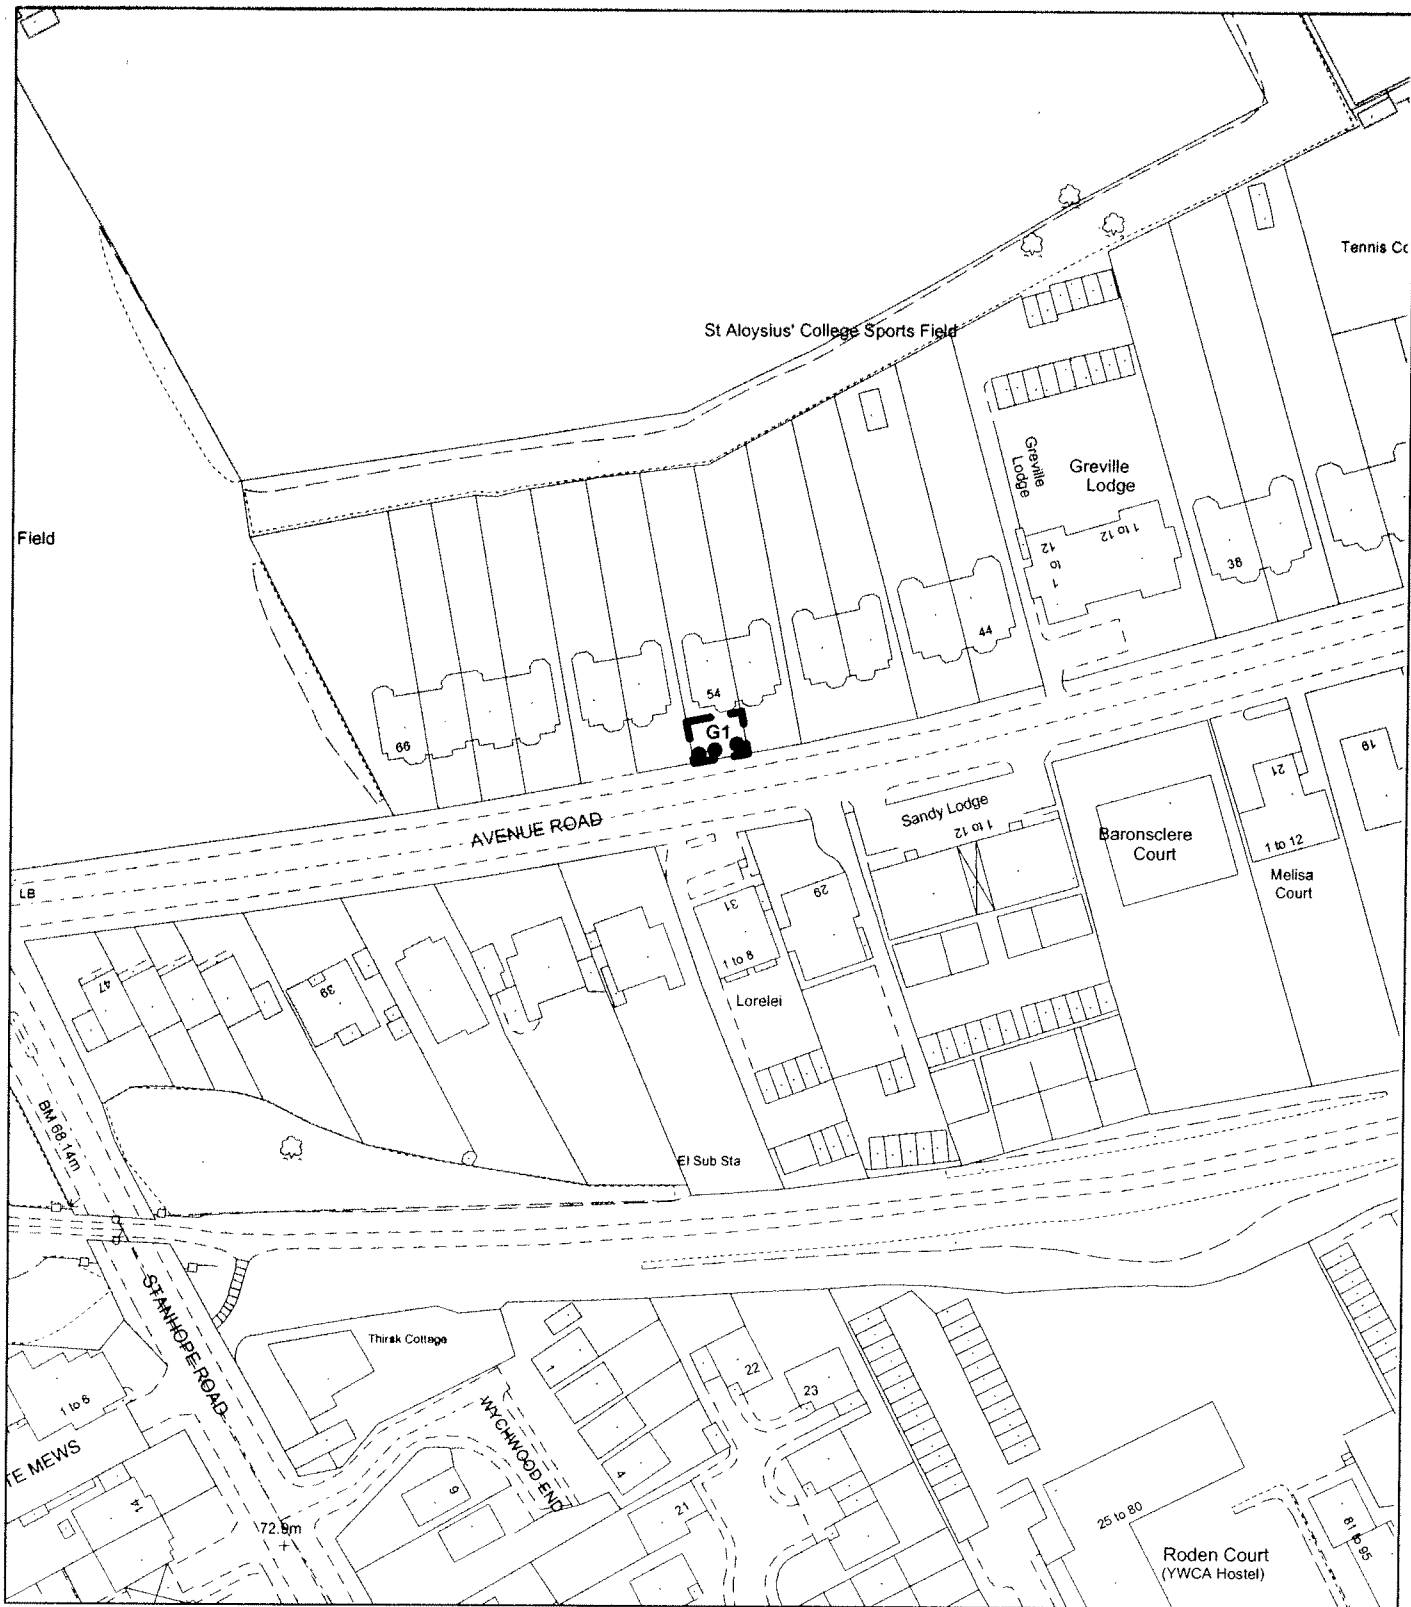 Tennis Co
St Aloysius' College Sports Field
Greville
Lodge
Greville
Lodge
Field
1 to 12
1 to 12
38
44
54
G1
66
AVENUE ROAD
Sandy Lodge
1 to 12
Baronsclere
Court
21
19
1 to 12
Melisa
Court
LB
31
29
1 to 8
Lorelei
47
39
BM 68.14m
El Sub Sta
STANHOPE ROAD
Thirsk Cottage
1
22
23
1 to 6
WYCHWOOD END
4
TE MEWS
9
21
14
72.9m
25 to 80
81 to 95
Roden Court
(YWCA Hostel)